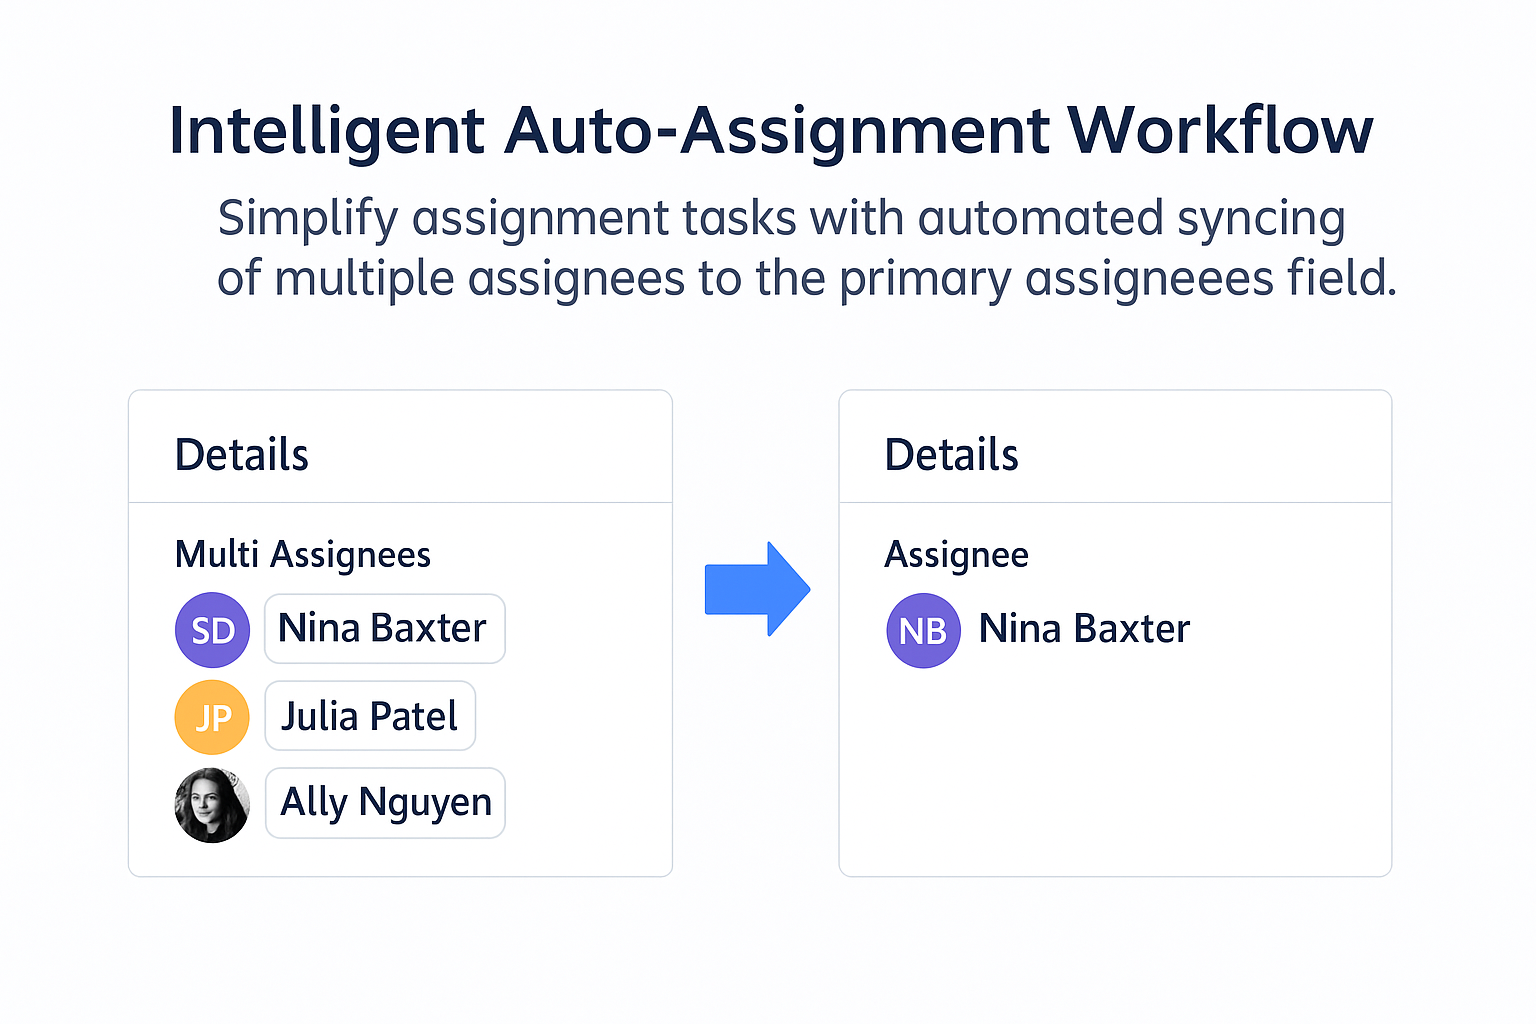 Intelligent Auto-Assignment Workflow
Simplify assignment tasks with automated syncing
of multiple assignees to the primary assigneees field.
Details
Multi Assignees
SD Nina Baxter
JP Julia Patel
Ally Nguyen
Details
Assignee
NB Nina Baxter